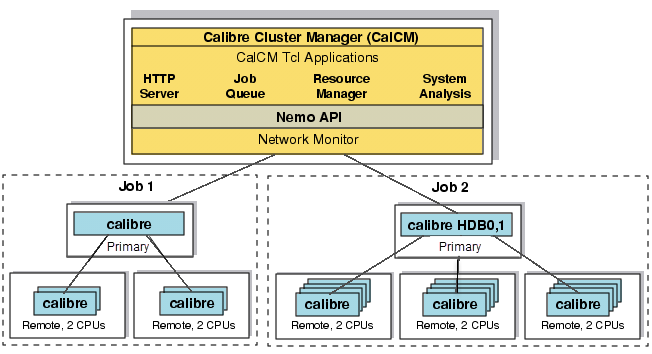 Calibre Cluster Manager (CalCM)
CalCM Tcl Applications
HTTP Server
Job Queue
Resource Manager
System Analysis
Nemo API
Network Monitor
Job 1
calibre
Primary
calibre
Remote, 2 CPUs
calibre
Remote, 2 CPUs
Job 2
calibre HDB0,1
Primary
calibre
Remote, 2 CPUs
calibre
Remote, 2 CPUs
calibre
Remote, 2 CPUs